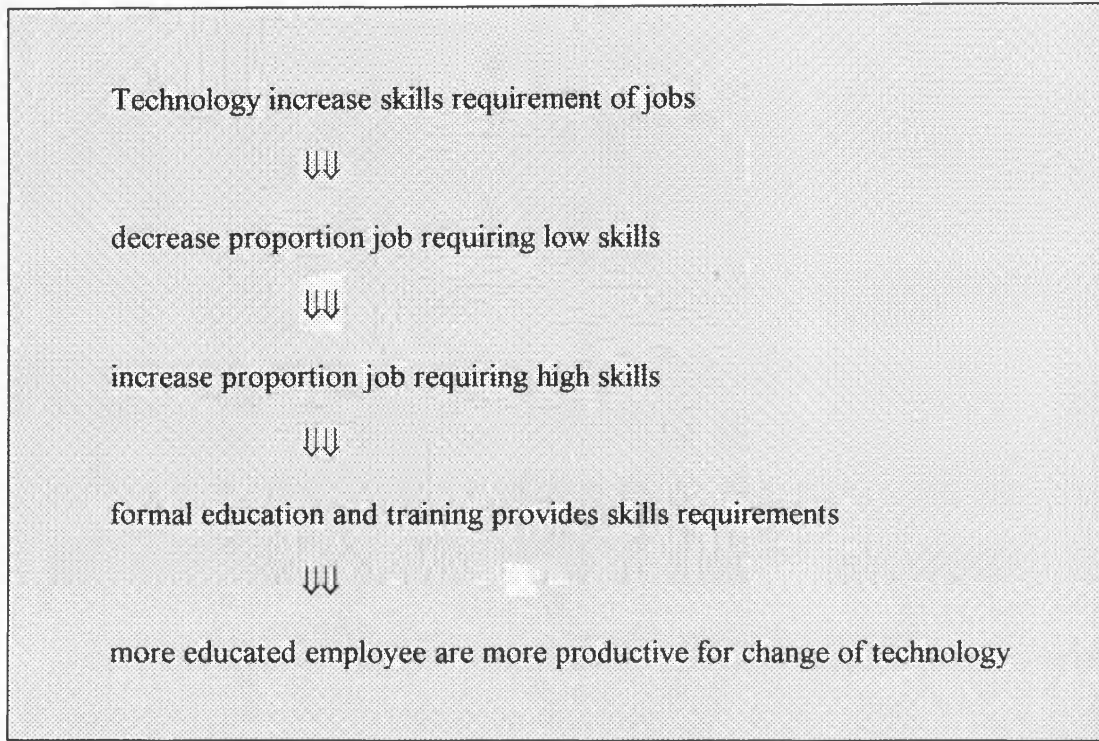 Technology increase skills requirement of jobs
⇓⇓
decrease proportion job requiring low skills
⇓⇓
increase proportion job requiring high skills
⇓⇓
formal education and training provides skills requirements
⇓⇓
more educated employee are more productive for change of technology